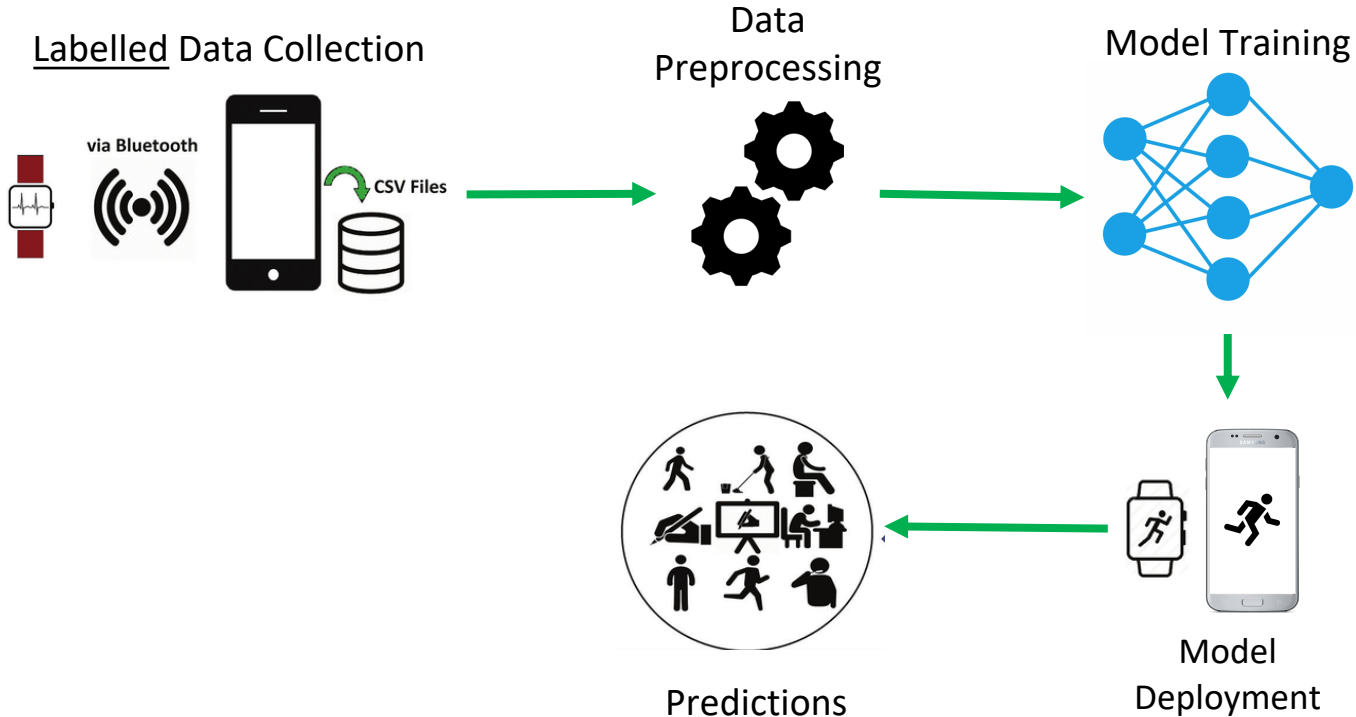 Labelled Data Collection
via Bluetooth
CSV Files
Data
Preprocessing
Model Training
SAMSUNG
Model
Deployment
Predictions